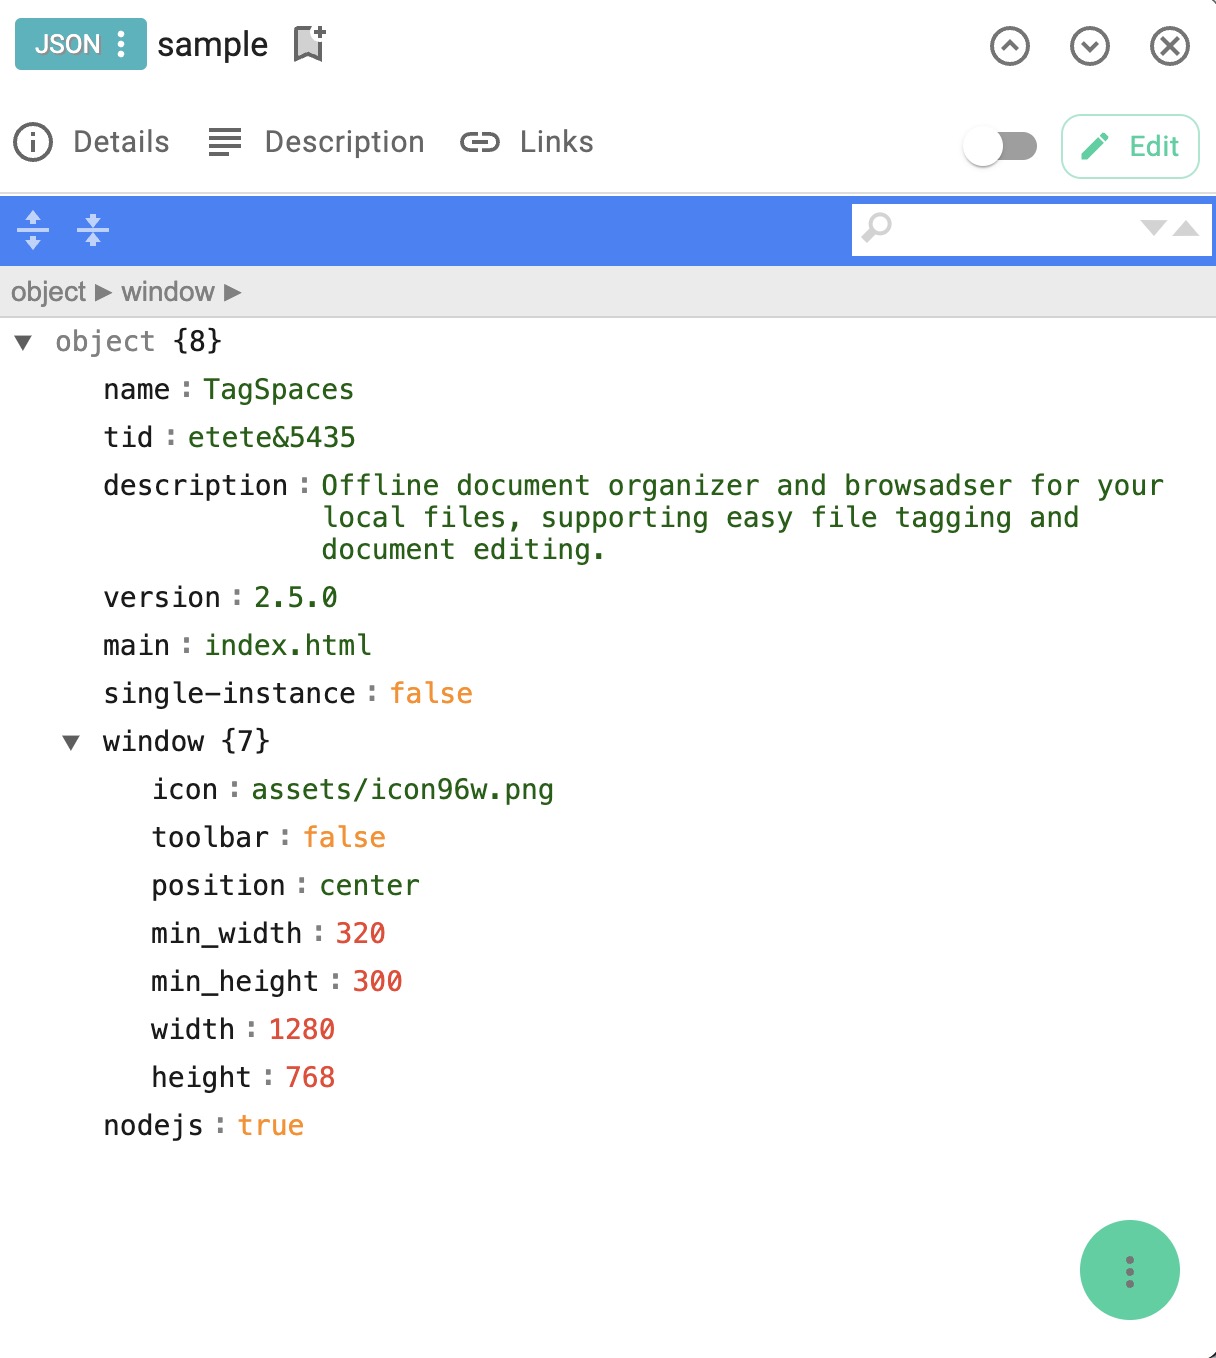 JSON sample
Details Description Links Edit
object ▶ window ▶
▼ object {8}
name : TagSpaces
tid : etete&5435
description : Offline document organizer and browsadser for your
local files, supporting easy file tagging and
document editing.
version : 2.5.0
main : index.html
single-instance : false
▼ window {7}
icon : assets/icon96w.png
toolbar : false
position : center
min_width : 320
min_height : 300
width : 1280
height : 768
nodejs : true